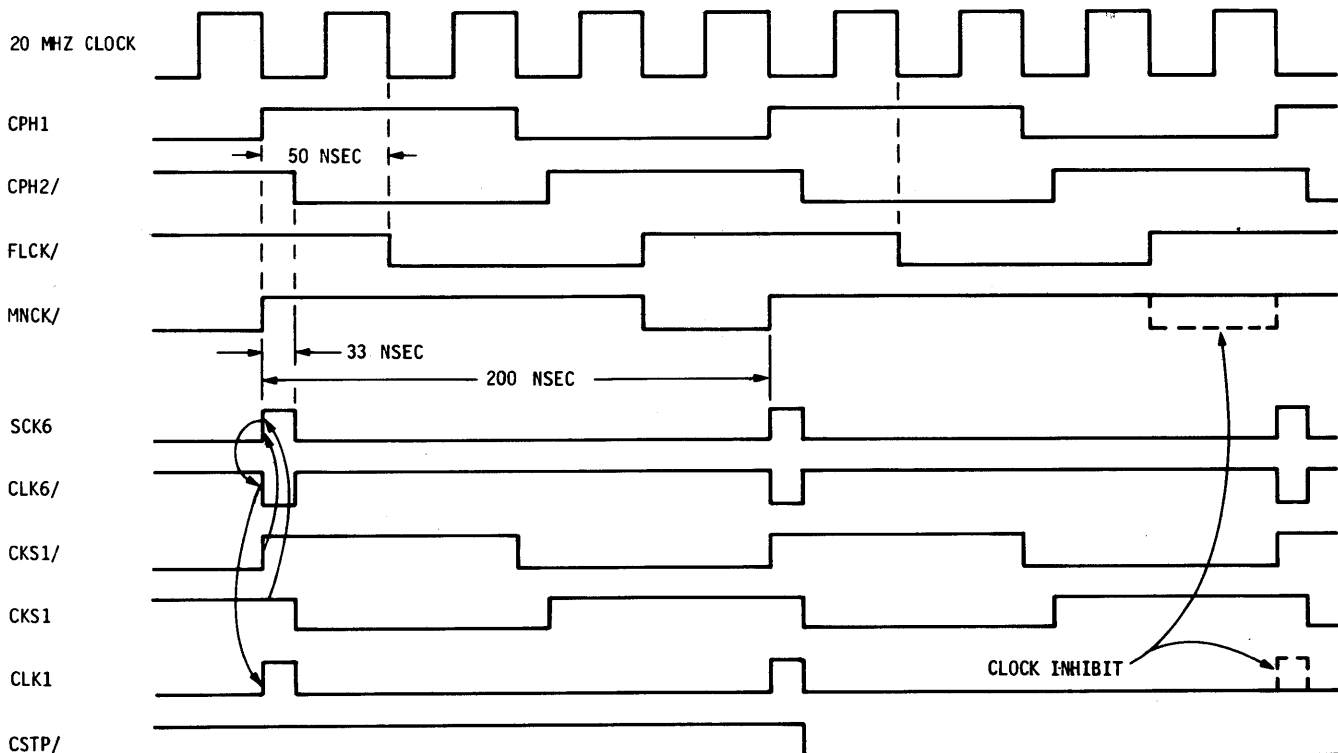 20 MHZ CLOCK
CPH1
50 NSEC
CPH2/
FLCK/
MNCK/
33 NSEC
200 NSEC
SCK6
CLK6/
CKS1/
CKS1
CLK1
CLOCK INHIBIT
CSTP/